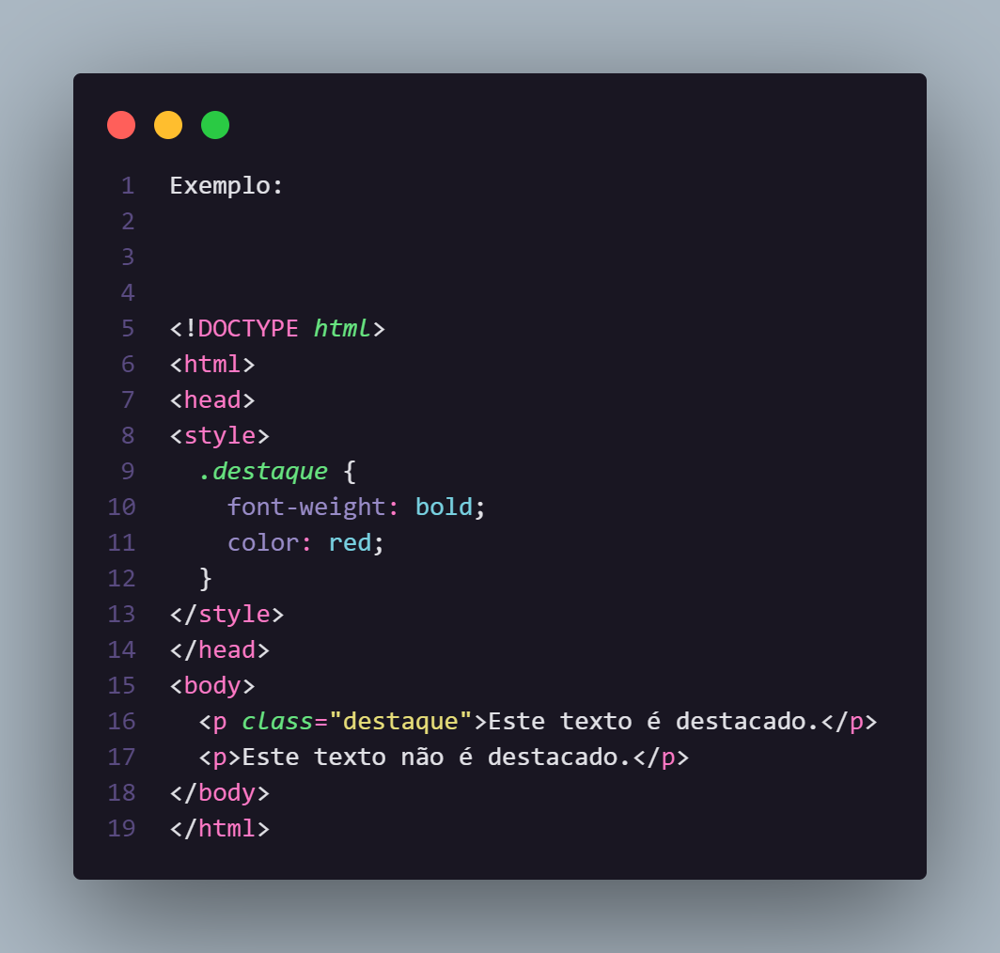 1 Exemplo:
2
3
4
5 <!DOCTYPE html>
6 <html>
7 <head>
8 <style>
9   .destaque {
10     font-weight: bold;
11     color: red;
12   }
13 </style>
14 </head>
15 <body>
16   <p class="destaque">Este texto é destacado.</p>
17   <p>Este texto não é destacado.</p>
18 </body>
19 </html>